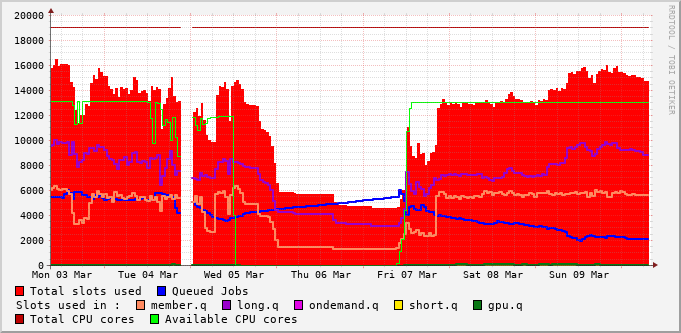 20000
18000
16000
14000
12000
10000
8000
6000
4000
2000
0
Mon 03 Mar Tue 04 Mar Wed 05 Mar Thu 06 Mar Fri 07 Mar Sat 08 Mar Sun 09 Mar
Total slots used Queued Jobs
Slots used in : member.q long.q ondemand.q short.q gpu.q
Total CPU cores Available CPU cores
RRDTOOL / TOBI OETIKER